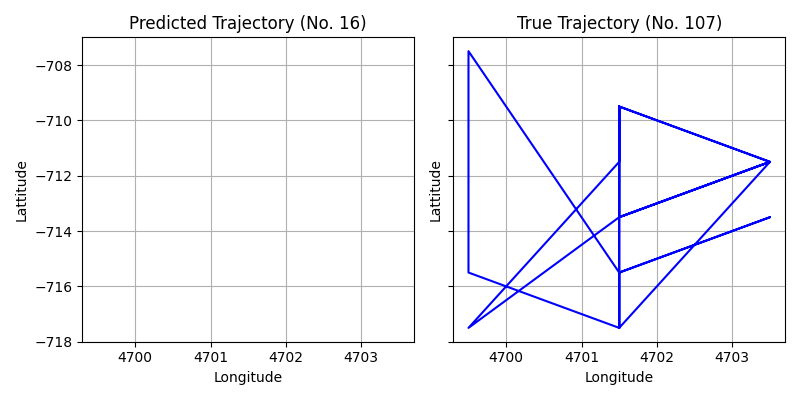 Predicted Trajectory (No. 16)
True Trajectory (No. 107)
−708
−710
−712
−714
−716
−718
Lattitude
Lattitude
4700 4701 4702 4703
4700 4701 4702 4703
Longitude
Longitude